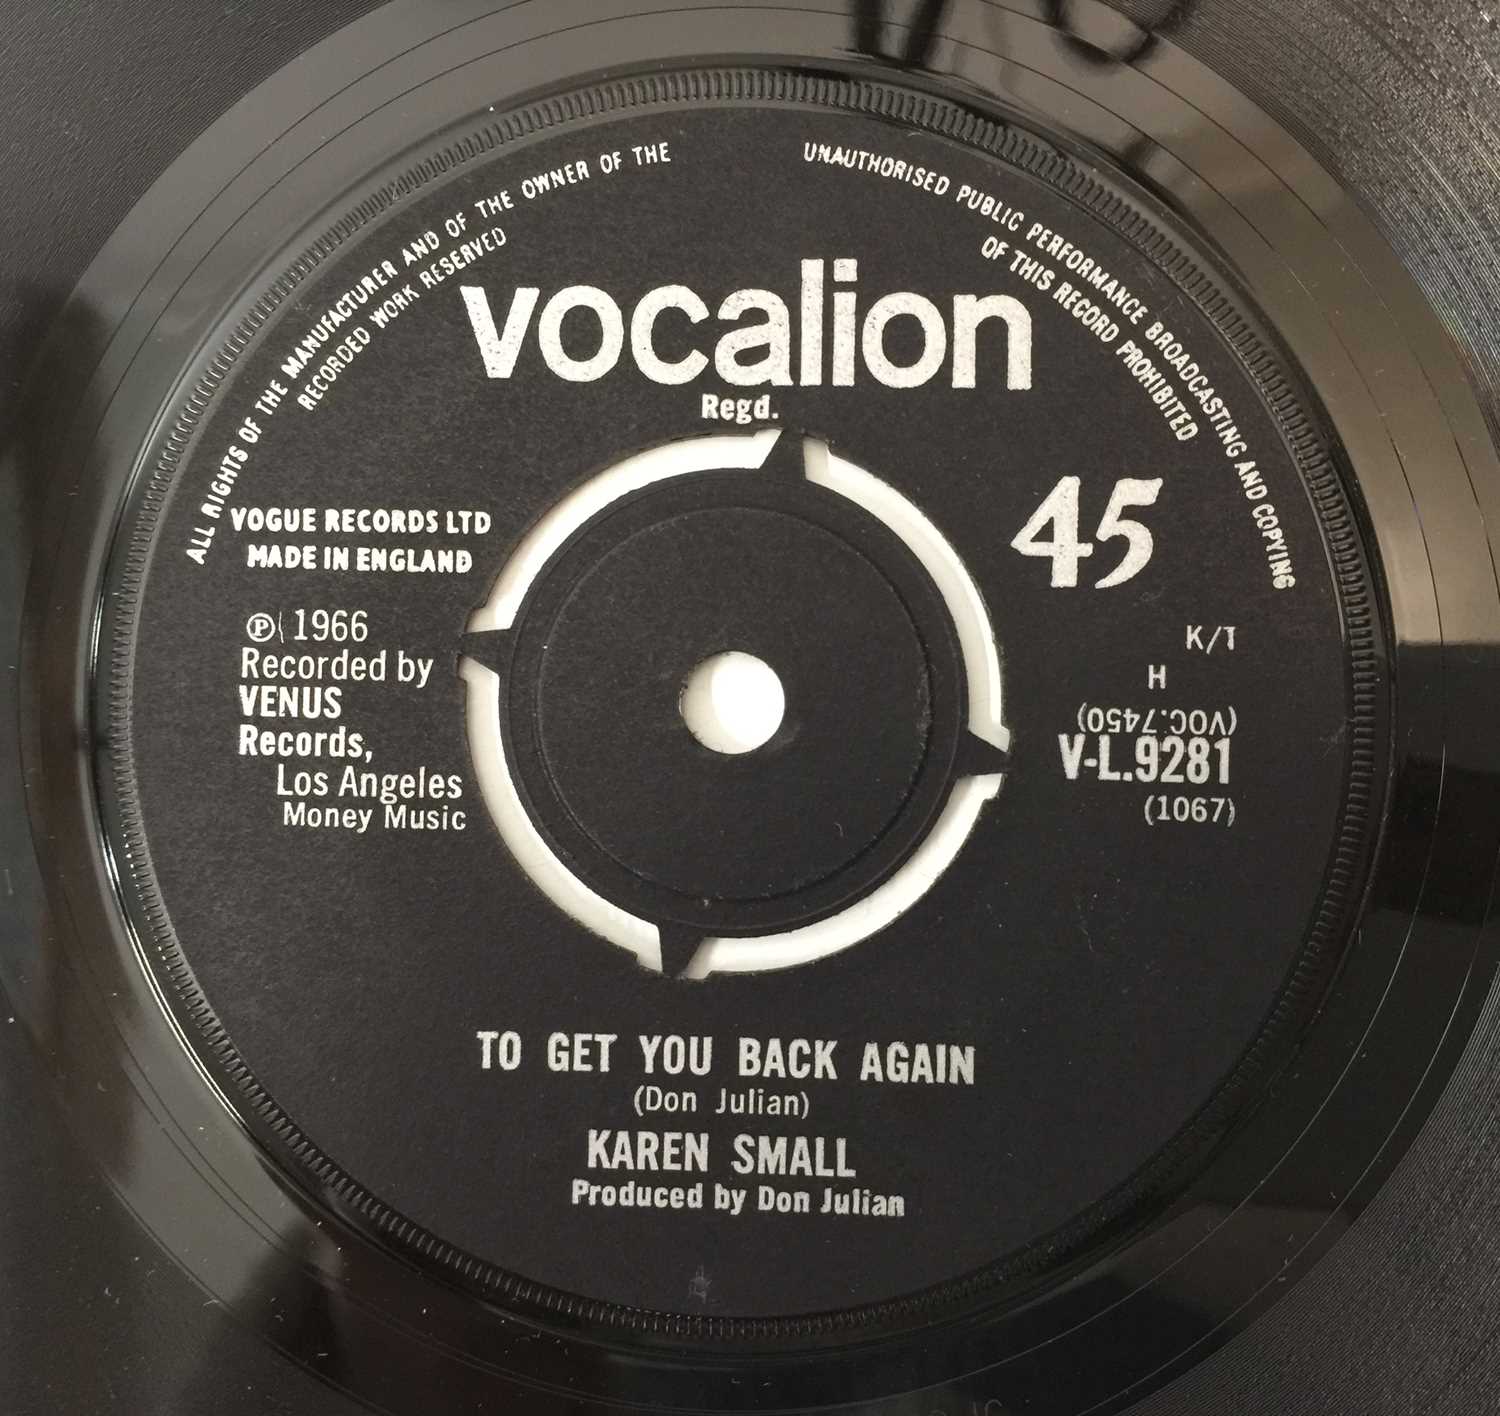 ALL RIGHTS OF THE MANUFACTURER AND OF THE OWNER OF THE
RECORDED WORK RESERVED
UNAUTHORISED PUBLIC PERFORMANCE BROADCASTING AND COPYING
OF THIS RECORD PROHIBITED
vocalion
Regd.
45
VOGUE RECORDS LTD
MADE IN ENGLAND
℗ 1966
Recorded by
VENUS
Records,
Los Angeles
Money Music
K/T
H
(VOC.7450)
V-L.9281
(1067)
TO GET YOU BACK AGAIN
(Don Julian)
KAREN SMALL
Produced by Don Julian